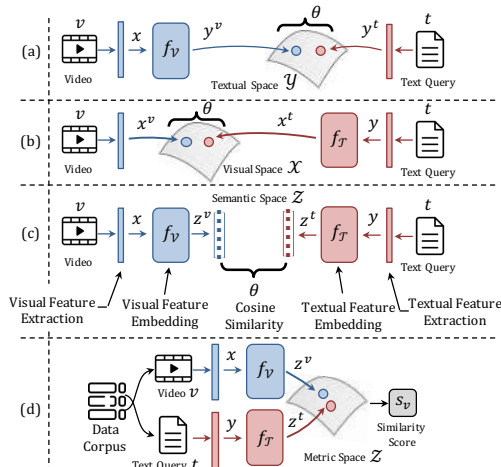 (a) v x f_V y^v θ y^t t
Video Textual Space 𝒴 Text Query
(b) v x^v θ x^t f_T y t
Video Visual Space 𝒳 Text Query
Semantic Space 𝒵
(c) v x f_V z^v z^t f_T y t
Video θ Text Query
Visual Feature Extraction
Visual Feature Embedding
Cosine Similarity
Textual Feature Embedding
Textual Feature Extraction
(d) x f_V z^v
Video v
Data Corpus
y f_T z^t
Text Query t
Metric Space 𝒵
s_v
Similarity Score